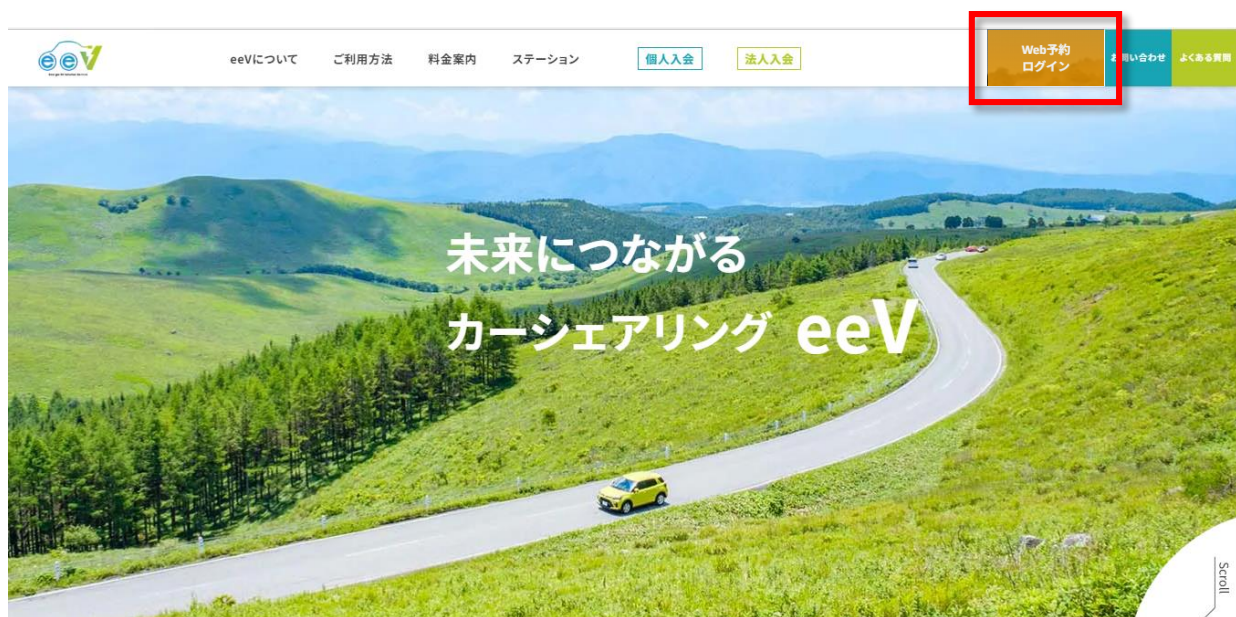 eeV
eeVについて
ご利用方法
料金案内
ステーション
個人入会
法人入会
Web予約
ログイン
お問い合わせ
よくある質問
未来につながる
カーシェアリング eeV
Scroll